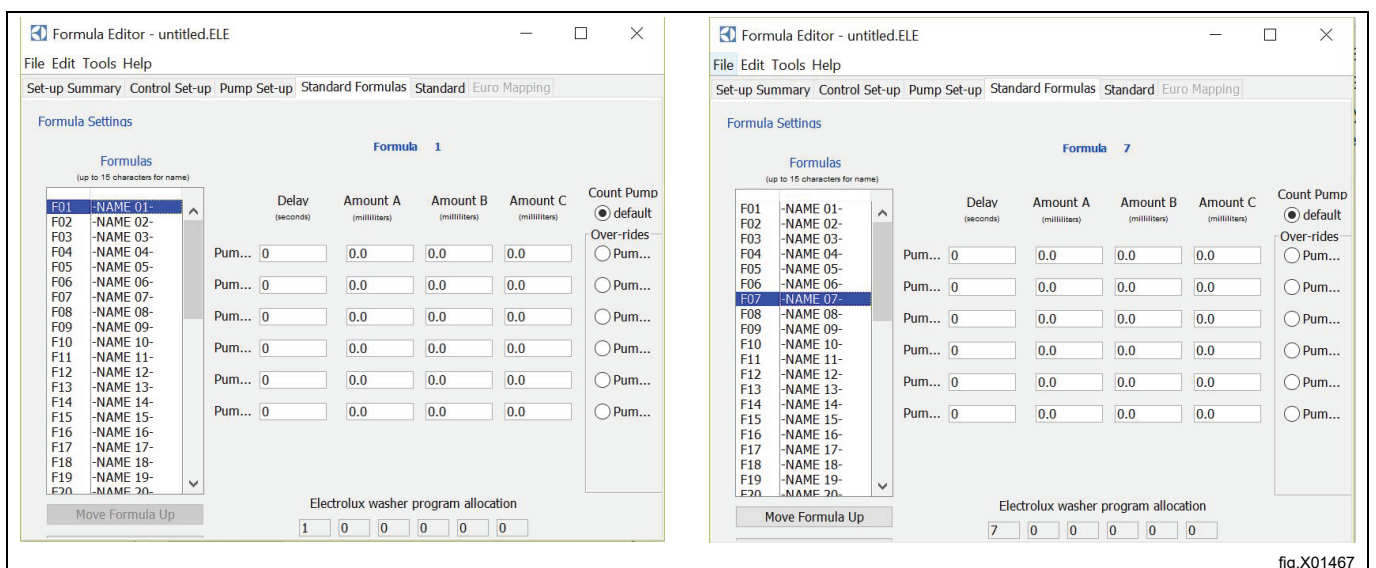 Formula Editor - untitled.ELE
File Edit Tools Help
Set-up Summary Control Set-up Pump Set-up Standard Formulas Standard Euro Mapping
Formula Settings
Formula 1
Formulas
(up to 15 characters for name)
Delay Amount A Amount B Amount C Count Pump
(seconds) (milliliters) (milliliters) (milliliters) default
Over-rides
F01 -NAME 01-
F02 -NAME 02-
F03 -NAME 03-
F04 -NAME 04-
F05 -NAME 05-
F06 -NAME 06-
F07 -NAME 07-
F08 -NAME 08-
F09 -NAME 09-
F10 -NAME 10-
F11 -NAME 11-
F12 -NAME 12-
F13 -NAME 13-
F14 -NAME 14-
F15 -NAME 15-
F16 -NAME 16-
F17 -NAME 17-
F18 -NAME 18-
F19 -NAME 19-
F20 -NAME 20-
Pum... 0 0.0 0.0 0.0 Pum...
Pum... 0 0.0 0.0 0.0 Pum...
Pum... 0 0.0 0.0 0.0 Pum...
Pum... 0 0.0 0.0 0.0 Pum...
Pum... 0 0.0 0.0 0.0 Pum...
Pum... 0 0.0 0.0 0.0 Pum...
Electrolux washer program allocation
Move Formula Up
1 0 0 0 0 0
Formula Editor - untitled.ELE
File Edit Tools Help
Set-up Summary Control Set-up Pump Set-up Standard Formulas Standard Euro Mapping
Formula Settings
Formula 7
Formulas
(up to 15 characters for name)
Delay Amount A Amount B Amount C Count Pump
(seconds) (milliliters) (milliliters) (milliliters) default
Over-rides
F01 -NAME 01-
F02 -NAME 02-
F03 -NAME 03-
F04 -NAME 04-
F05 -NAME 05-
F06 -NAME 06-
F07 -NAME 07-
F08 -NAME 08-
F09 -NAME 09-
F10 -NAME 10-
F11 -NAME 11-
F12 -NAME 12-
F13 -NAME 13-
F14 -NAME 14-
F15 -NAME 15-
F16 -NAME 16-
F17 -NAME 17-
F18 -NAME 18-
F19 -NAME 19-
F20 -NAME 20-
Pum... 0 0.0 0.0 0.0 Pum...
Pum... 0 0.0 0.0 0.0 Pum...
Pum... 0 0.0 0.0 0.0 Pum...
Pum... 0 0.0 0.0 0.0 Pum...
Pum... 0 0.0 0.0 0.0 Pum...
Pum... 0 0.0 0.0 0.0 Pum...
Electrolux washer program allocation
Move Formula Up
7 0 0 0 0 0
fig.X01467